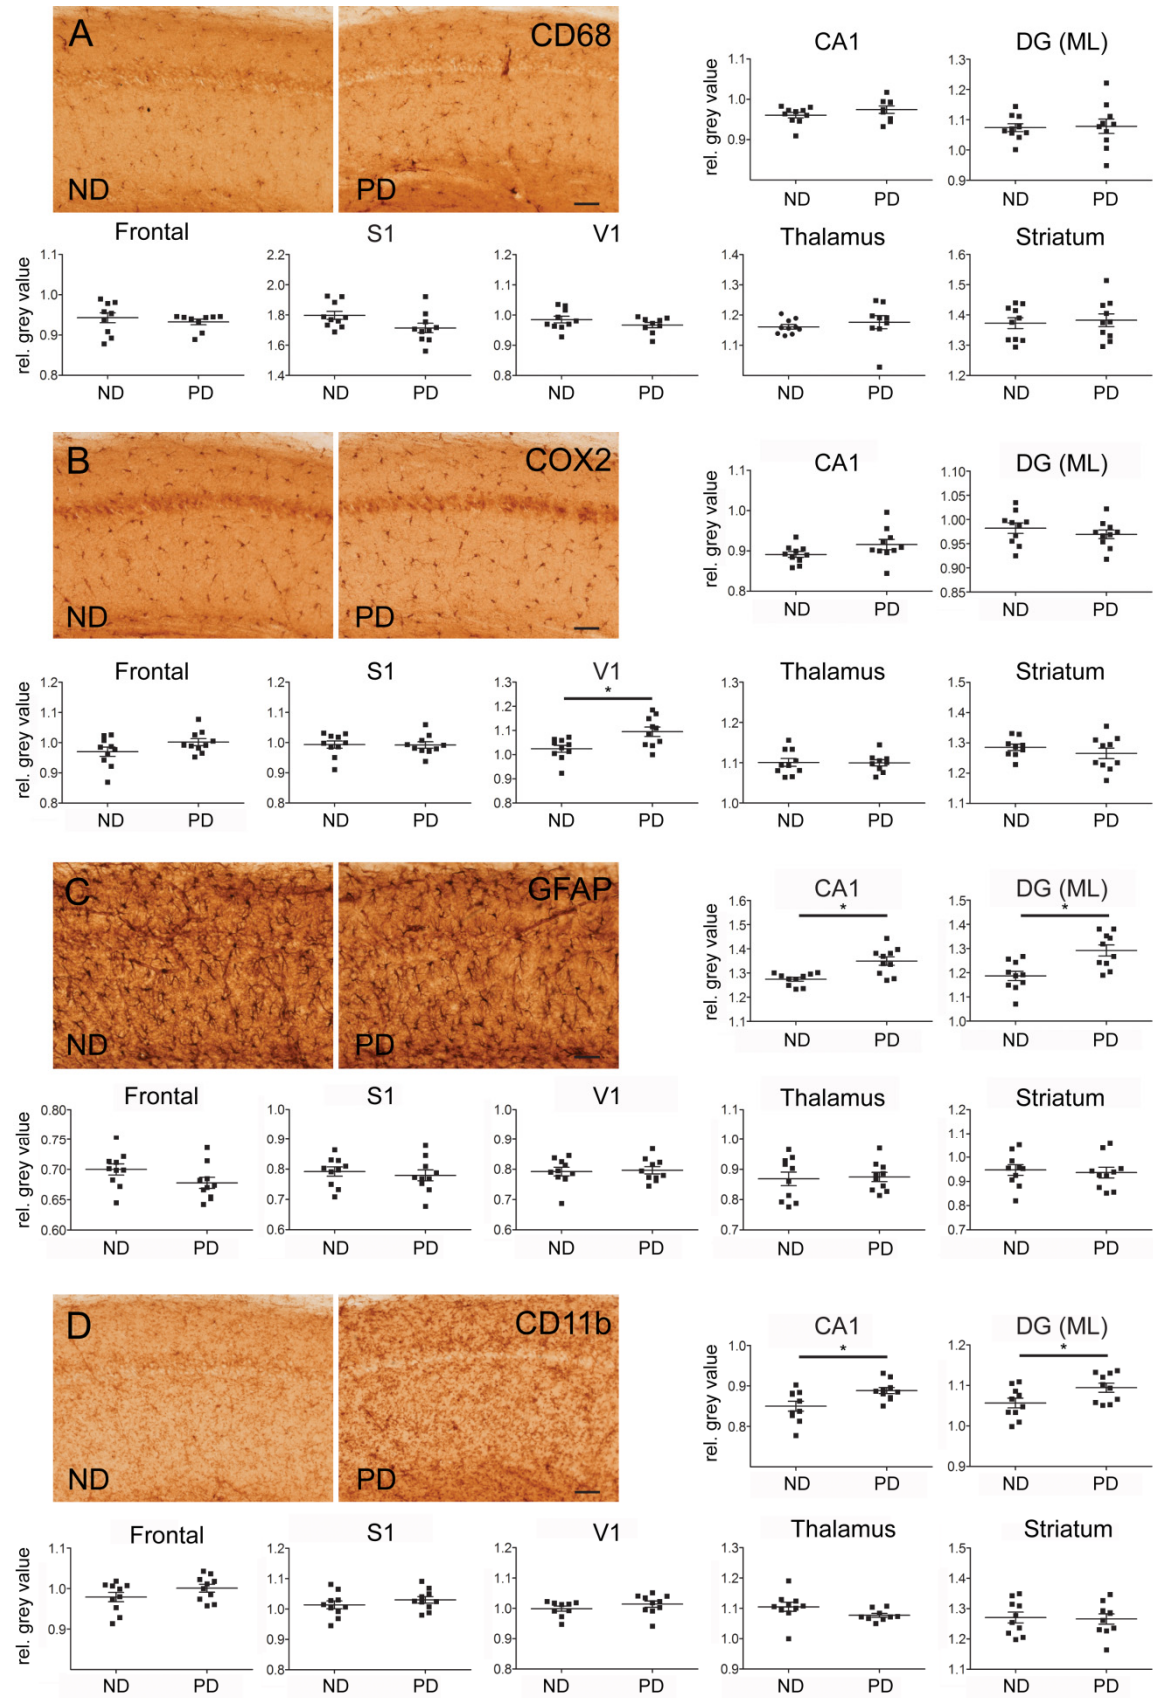 A
CD68
ND
PD
CA1
DG (ML)
rel. grey value
1.1
1.0
0.9
ND
PD
1.3
1.2
1.1
1.0
0.9
ND
PD
Frontal
S1
V1
Thalamus
Striatum
rel. grey value
1.1
1.0
0.9
0.8
ND
PD
2.2
2.0
1.8
1.6
1.4
ND
PD
1.2
1.1
1.0
0.9
0.8
ND
PD
1.4
1.3
1.2
1.1
ND
PD
1.6
1.5
1.4
1.3
1.2
ND
PD
B
COX2
ND
PD
CA1
DG (ML)
rel. grey value
1.1
1.0
0.9
0.8
ND
PD
1.10
1.05
1.00
0.95
0.90
0.85
ND
PD
Frontal
S1
V1
Thalamus
Striatum
rel. grey value
1.2
1.1
1.0
0.9
0.8
ND
PD
1.2
1.1
1.0
0.9
0.8
ND
PD
*
1.3
1.2
1.1
1.0
0.9
0.8
ND
PD
1.3
1.2
1.1
1.0
ND
PD
1.5
1.4
1.3
1.2
1.1
ND
PD
C
GFAP
ND
PD
CA1
DG (ML)
rel. grey value
*
1.6
1.5
1.4
1.3
1.2
1.1
ND
PD
*
1.5
1.4
1.3
1.2
1.1
1.0
ND
PD
Frontal
S1
V1
Thalamus
Striatum
rel. grey value
0.80
0.75
0.70
0.65
0.60
ND
PD
1.0
0.9
0.8
0.7
0.6
ND
PD
1.0
0.9
0.8
0.7
0.6
ND
PD
1.1
1.0
0.9
0.8
0.7
ND
PD
1.2
1.1
1.0
0.9
0.8
0.7
ND
PD
D
CD11b
ND
PD
CA1
DG (ML)
rel. grey value
*
1.0
0.9
0.8
ND
PD
*
1.2
1.1
1.0
0.9
ND
PD
Frontal
S1
V1
Thalamus
Striatum
rel. grey value
1.1
1.0
0.9
ND
PD
1.2
1.1
1.0
0.9
0.8
ND
PD
1.2
1.1
1.0
0.9
0.8
ND
PD
1.3
1.2
1.1
1.0
0.9
ND
PD
1.5
1.4
1.3
1.2
1.1
ND
PD